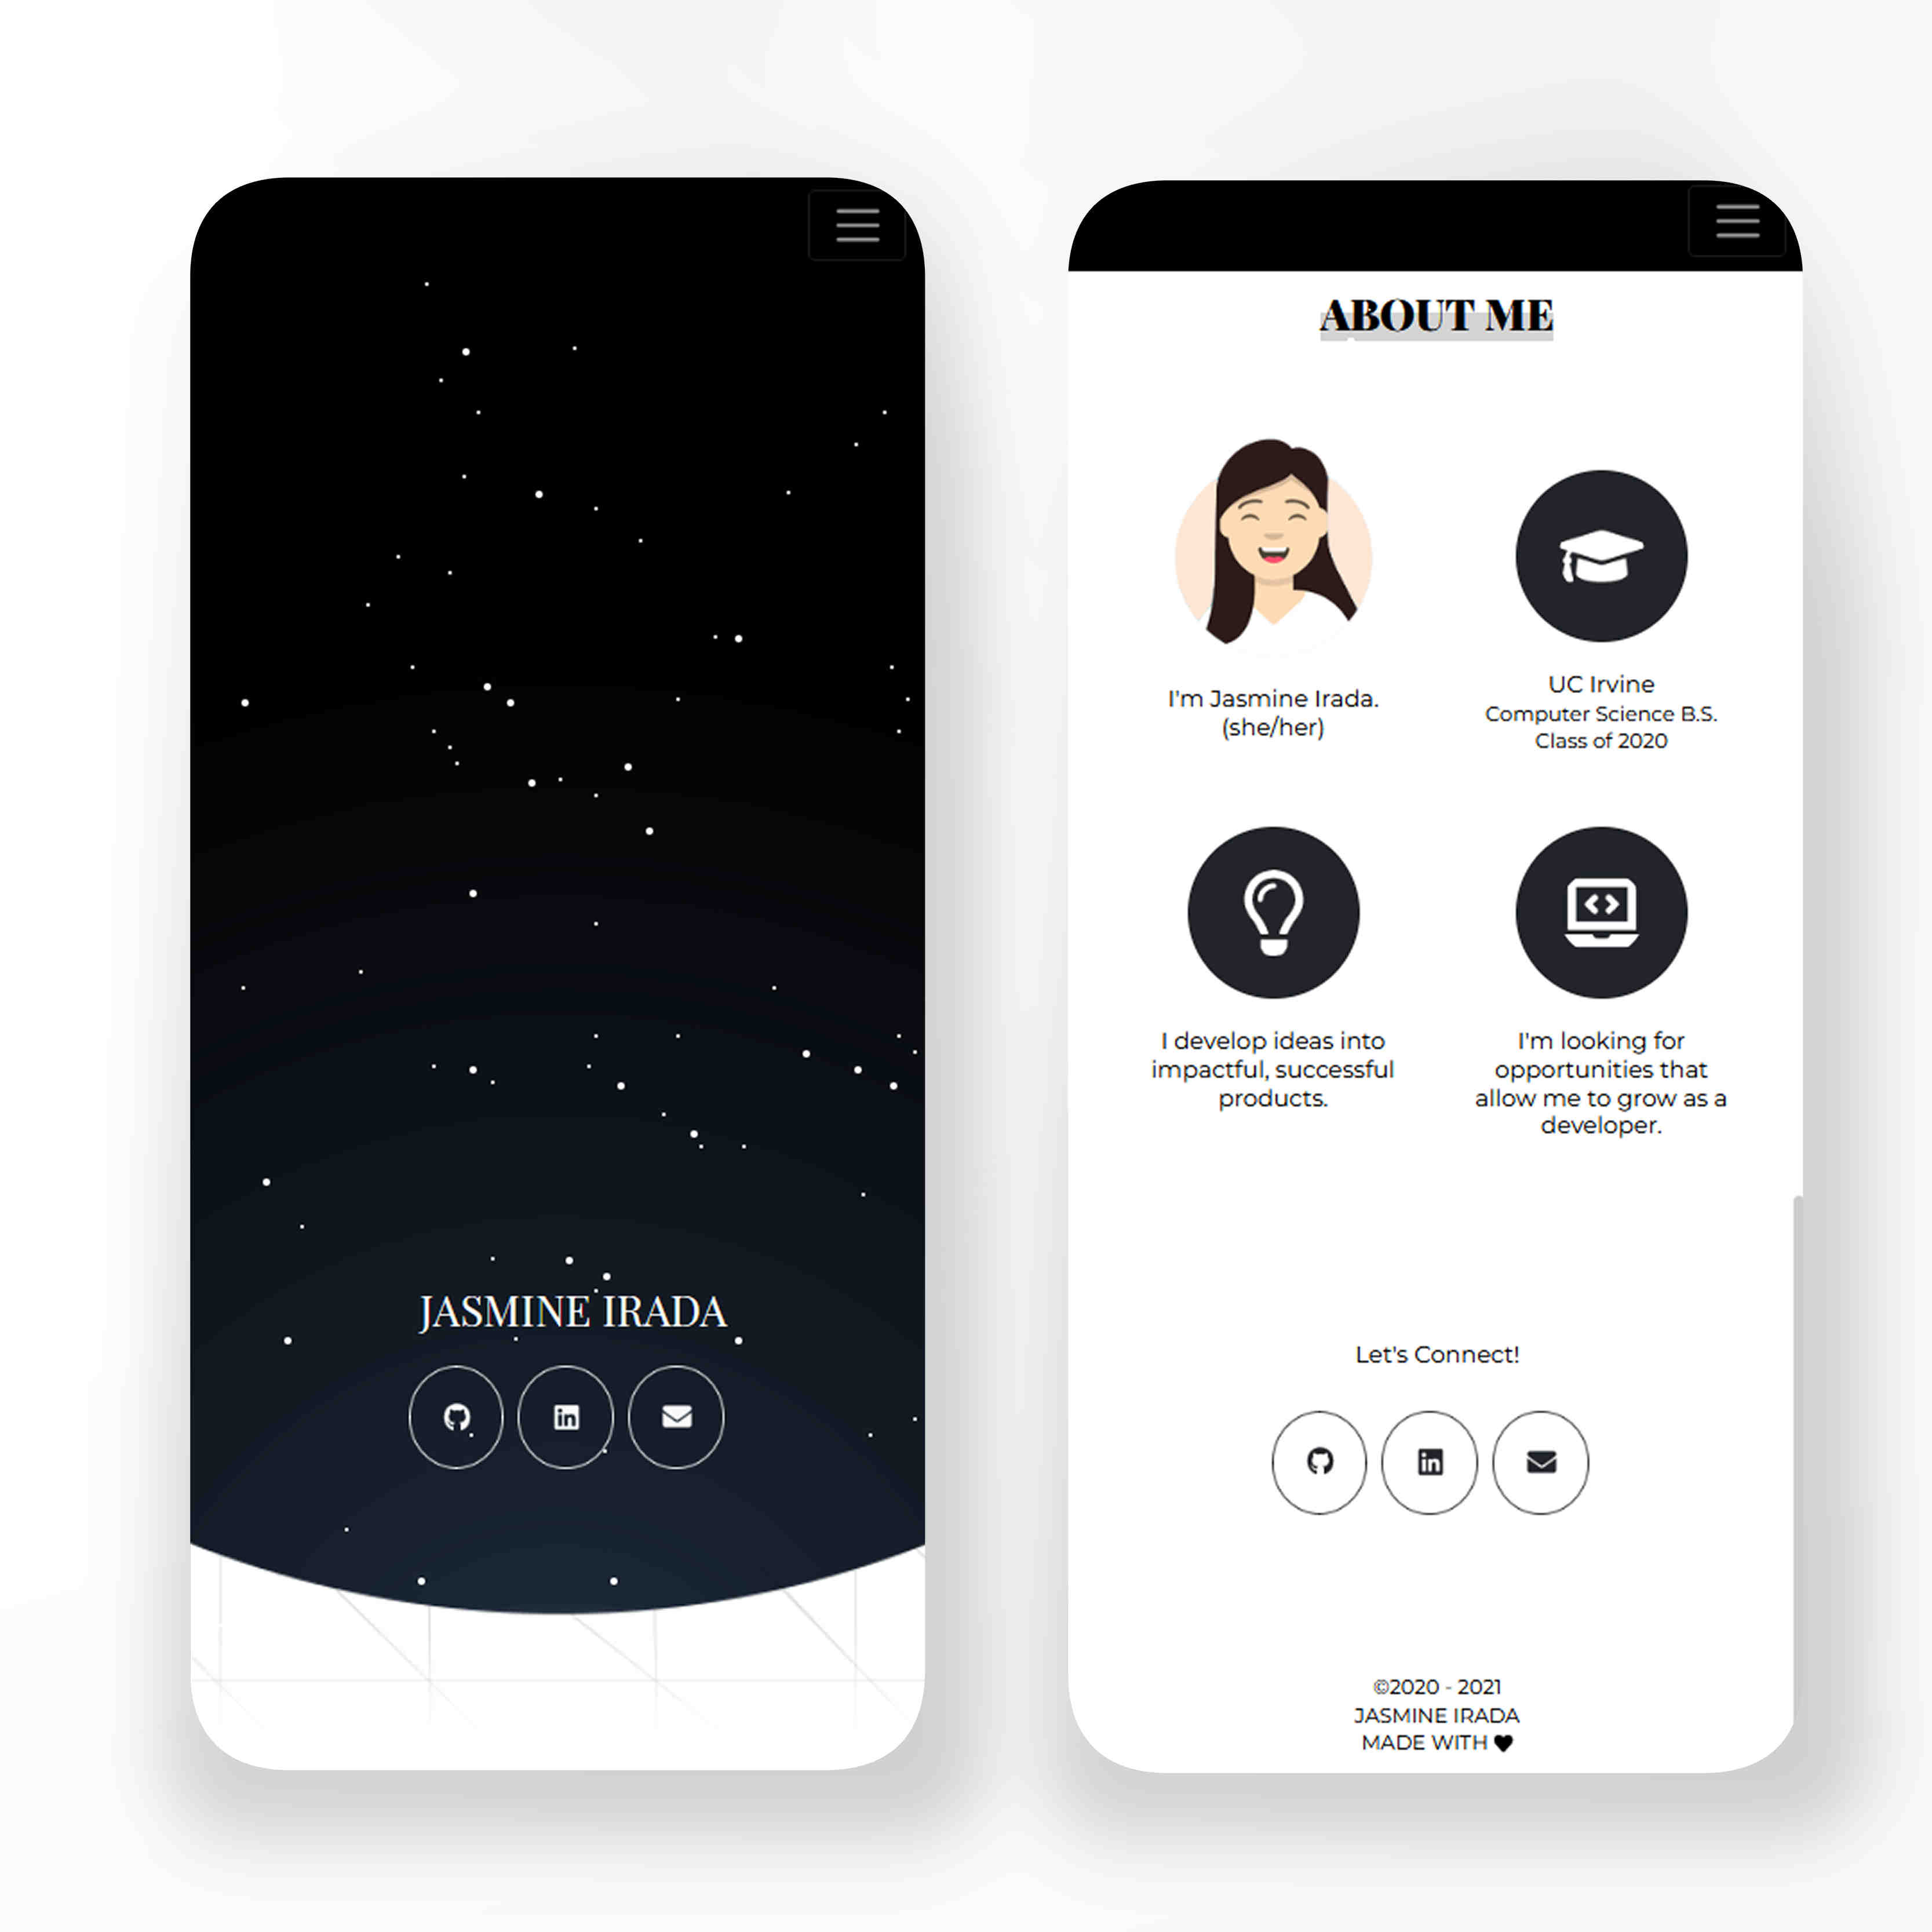 JASMINE IRADA
ABOUT ME
I'm Jasmine Irada.
(she/her)
UC Irvine
Computer Science B.S.
Class of 2020
I develop ideas into
impactful, successful
products.
I'm looking for
opportunities that
allow me to grow as a
developer.
Let's Connect!
©2020 - 2021
JASMINE IRADA
MADE WITH ♥